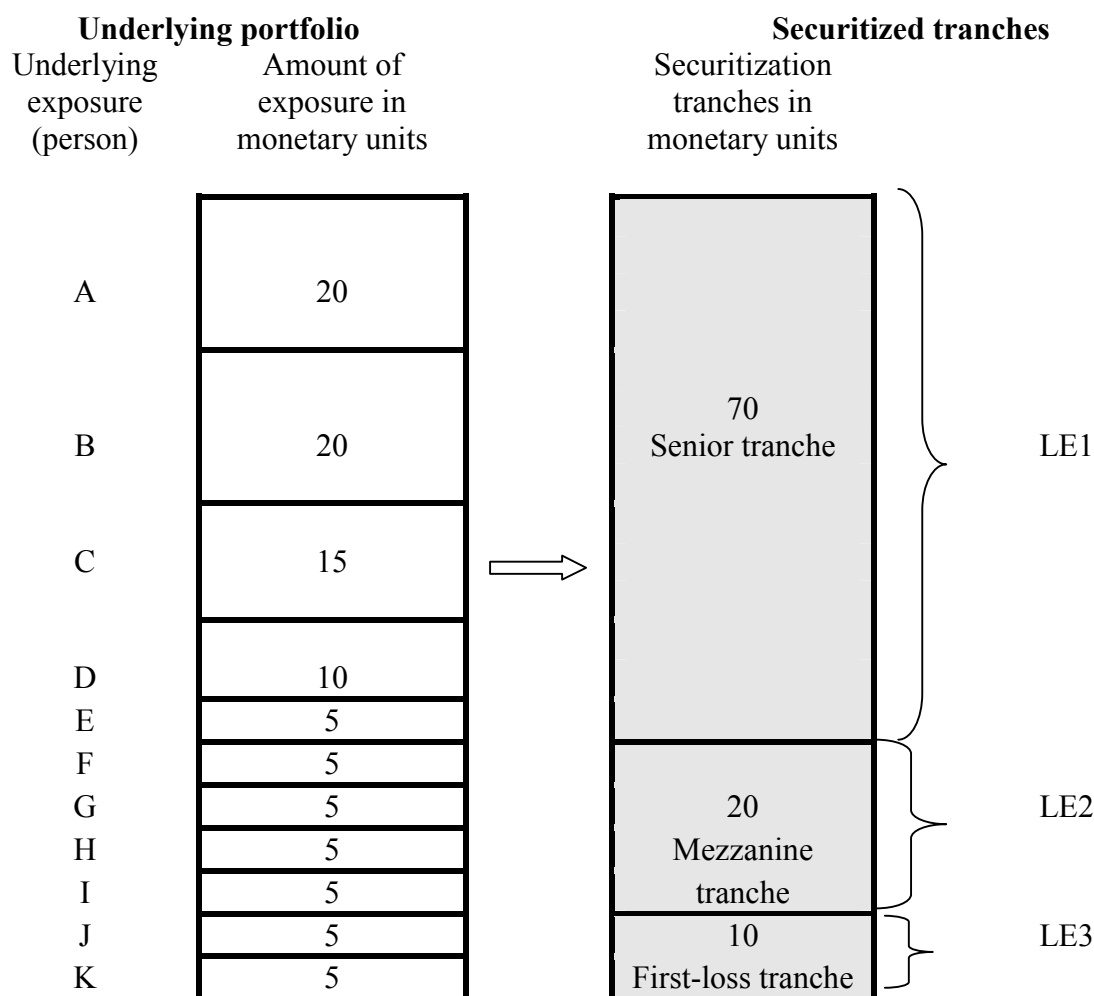 Underlying portfolio Securitized tranches
Underlying exposure (person)
Amount of exposure in monetary units
Securitization tranches in monetary units
A 20
B 20 70 Senior tranche LE1
C 15
D 10
E 5
F 5
G 5 20 LE2
H 5 Mezzanine
I 5 tranche
J 5 10 LE3
K 5 First-loss tranche